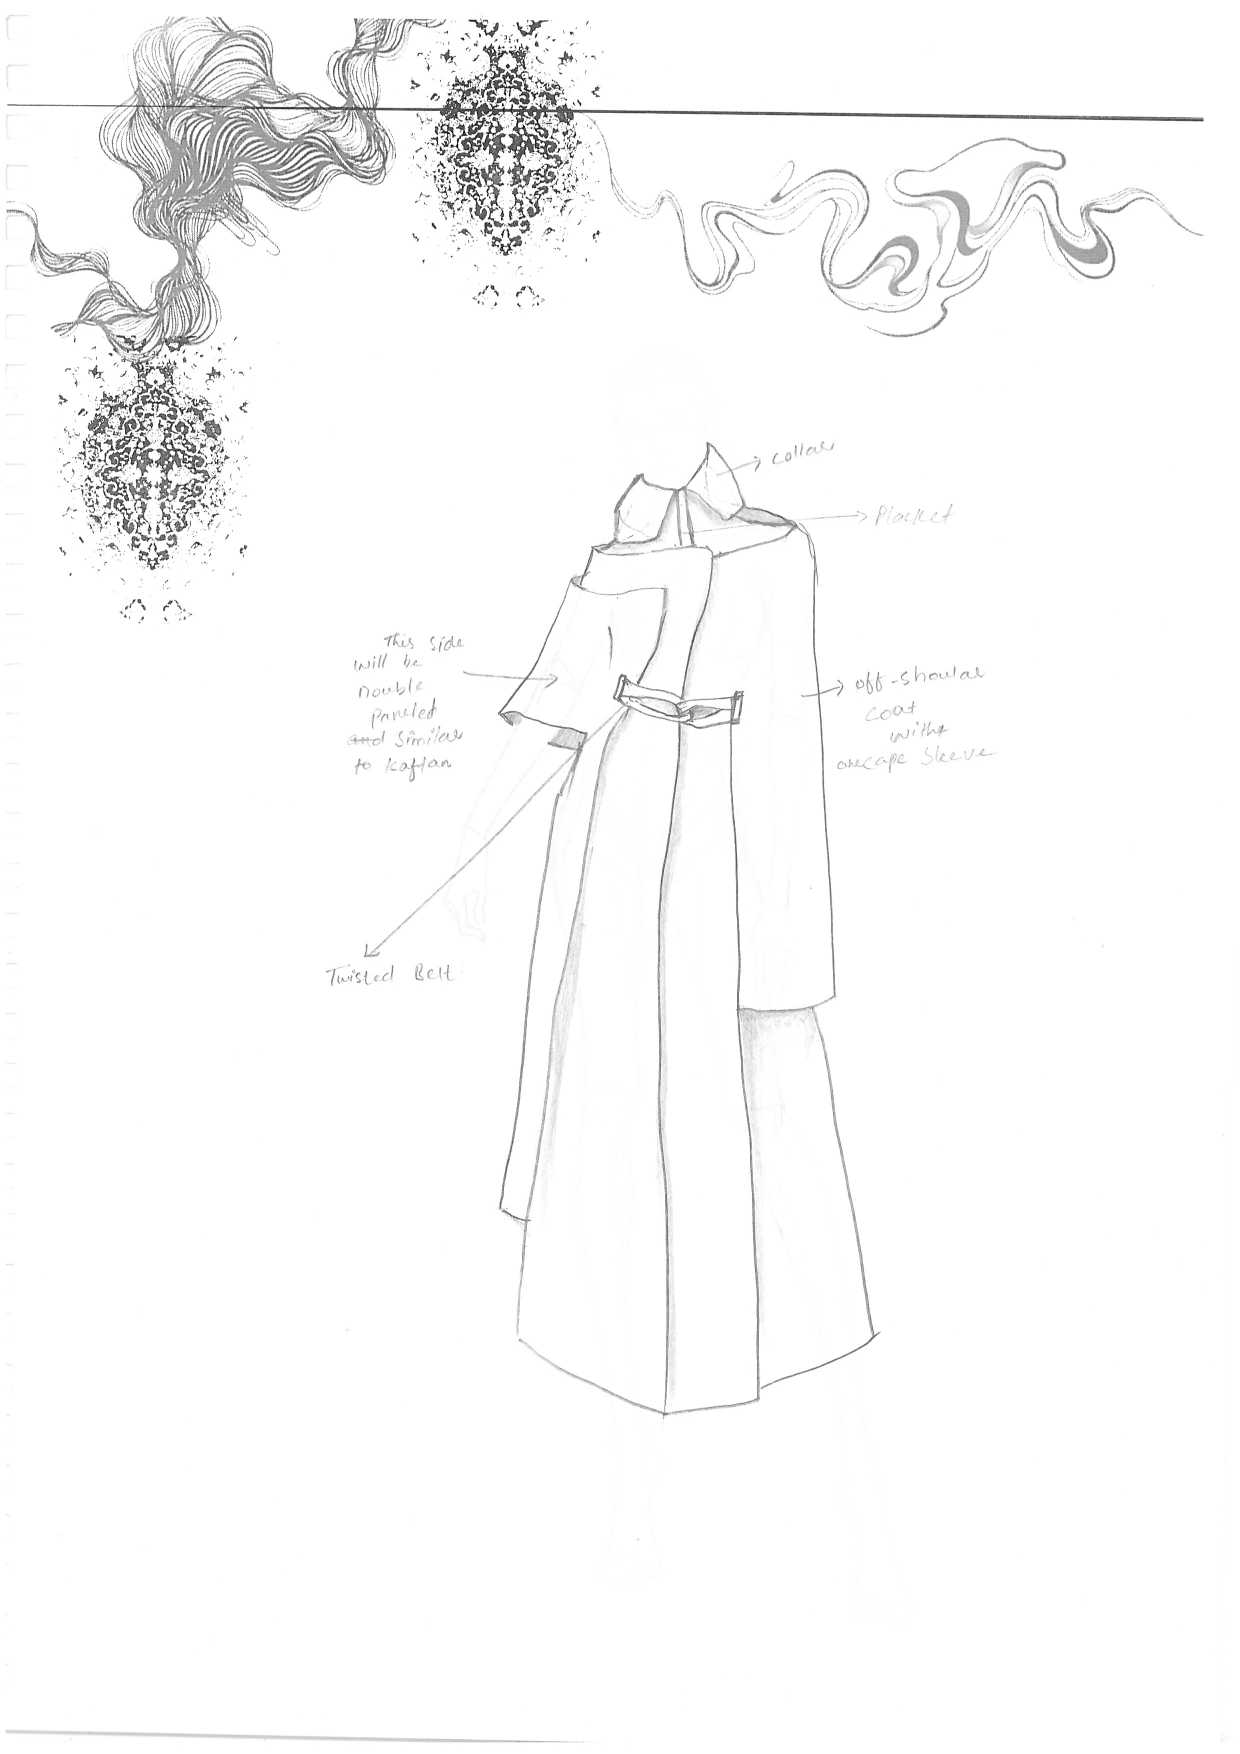 collar
Placket
This side
will be
Double
paneled
and similar
to kaftan
off-shoular
coat
with
onecape sleeve
Twisted Belt